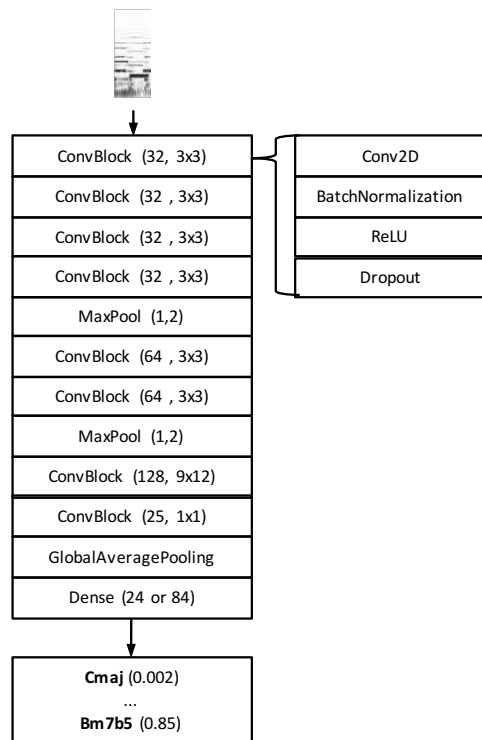 ConvBlock (32, 3x3)
ConvBlock (32 , 3x3)
ConvBlock (32 , 3x3)
ConvBlock (32 , 3x3)
MaxPool (1,2)
ConvBlock (64 , 3x3)
ConvBlock (64 , 3x3)
MaxPool (1,2)
ConvBlock (128, 9x12)
ConvBlock (25, 1x1)
GlobalAveragePooling
Dense (24 or 84)
Cmaj (0.002)
...
Bm7b5 (0.85)
Conv2D
BatchNormalization
ReLU
Dropout